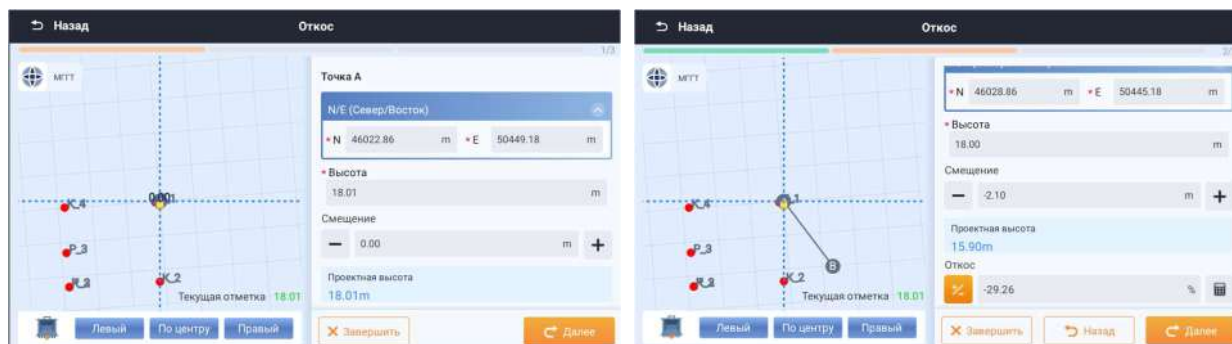 Назад
Откос
1/3
МГГТ
0.00
K_4
P_3
K_2
Текущая отметка 18.01
Левый
По центру
Правый
Точка А
N/E (Север/Восток)
* N 46022.86 m * E 50449.18 m
* Высота
18.01 m
Смещение
— 0.00 m +
Проектная высота
18.01m
Завершить
Далее
Назад
Откос
МГГТ
K_4
P_3
B
K_2
Текущая отметка 18.01
Левый
По центру
Правый
* N 46028.86 m * E 50445.18 m
* Высота
18.00 m
Смещение
— -2.10 m +
Проектная высота
15.90m
Откос
-29.26 %
Завершить
Назад
Далее